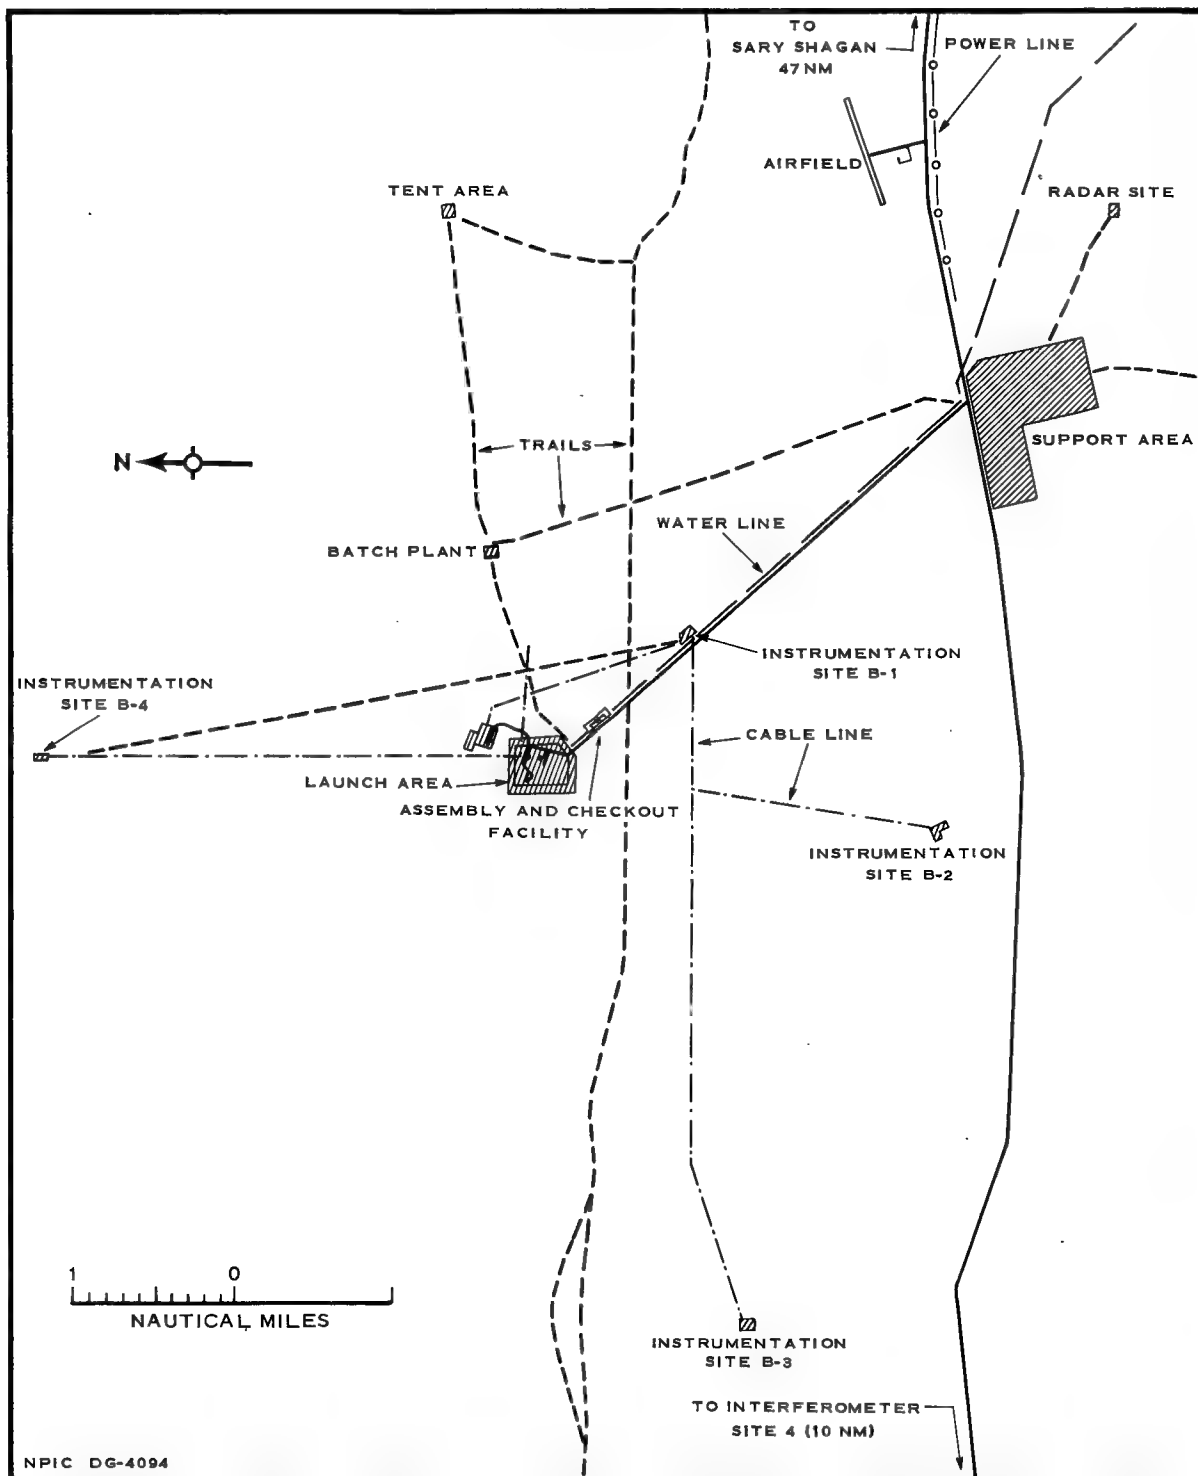 TO
SARY SHAGAN
47 NM
POWER LINE
AIRFIELD
TENT AREA
RADAR SITE
SUPPORT AREA
TRAILS
N
WATER LINE
BATCH PLANT
INSTRUMENTATION
SITE B-1
INSTRUMENTATION
SITE B-4
CABLE LINE
LAUNCH AREA
ASSEMBLY AND CHECKOUT
FACILITY
INSTRUMENTATION
SITE B-2
1 0
NAUTICAL MILES
INSTRUMENTATION
SITE B-3
TO INTERFEROMETER
SITE 4 (10 NM)
NPIC DG-4094